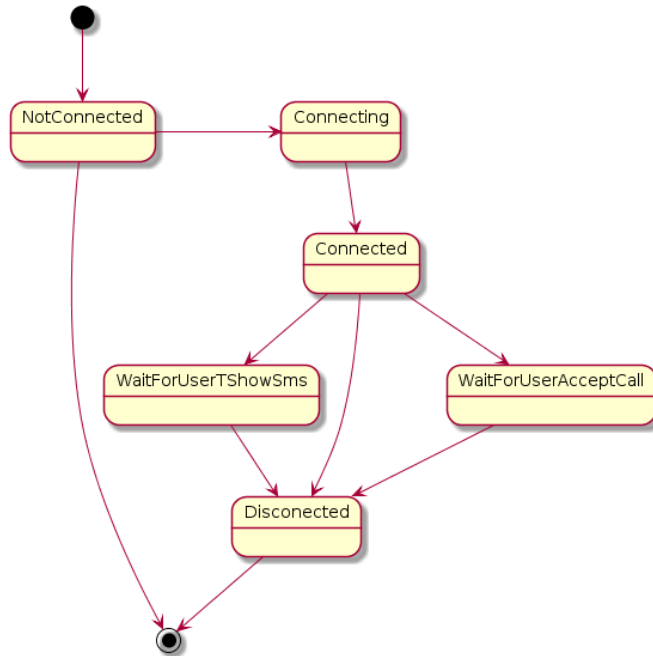 NotConnected
Connecting
Connected
WaitForUserTShowSms
WaitForUserAcceptCall
Disconected